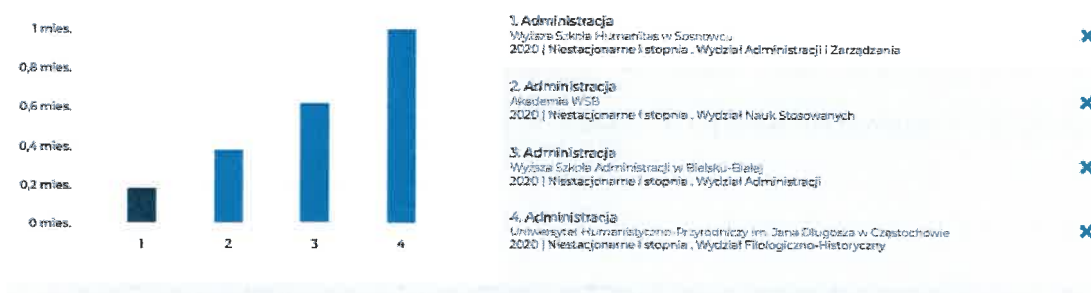 1 mies.
0,8 mies.
0,6 mies.
0,4 mies.
0,2 mies.
0 mies.
1
2
3
4
1. Administracja
Wyższa Szkoła Humanitas w Sosnowcu
2020 | Niestacjonarne I stopnia , Wydział Administracji i Zarządzania
2. Administracja
Akademia WSB
2020 | Niestacjonarne I stopnia , Wydział Nauk Stosowanych
3. Administracja
Wyższa Szkoła Administracji w Bielsku-Białej
2020 | Niestacjonarne I stopnia , Wydział Administracji
4. Administracja
Uniwersytet Humanistyczno-Przyrodniczy im. Jana Długosza w Częstochowie
2020 | Niestacjonarne I stopnia , Wydział Filologiczno-Historyczny